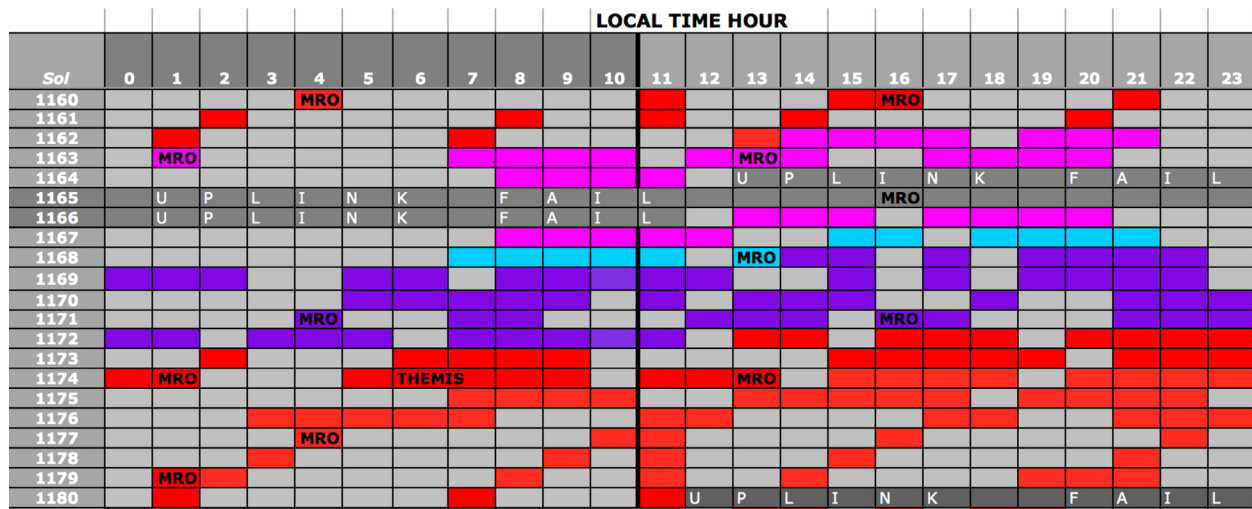 LOCAL TIME HOUR
Sol 0 1 2 3 4 5 6 7 8 9 10 11 12 13 14 15 16 17 18 19 20 21 22 23
1160 MRO MRO
1161
1162
1163 MRO MRO
1164 U P L I N K F A I L
1165 U P L I N K F A I L MRO
1166 U P L I N K F A I L
1167
1168 MRO
1169
1170
1171 MRO MRO
1172
1173
1174 MRO THEMIS MRO
1175
1176
1177 MRO
1178
1179 MRO
1180 U P L I N K F A I L